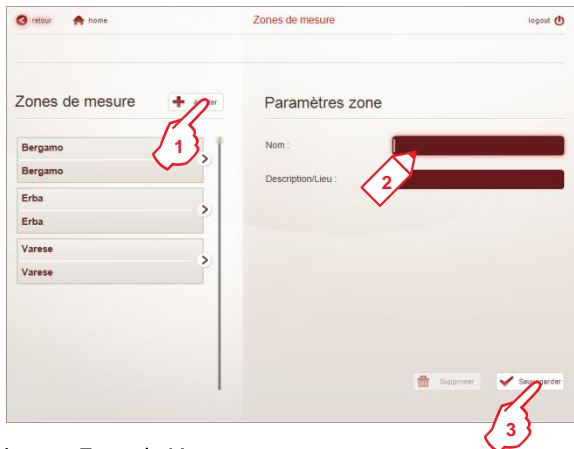 retour
home
Zones de mesure
logout
Zones de mesure
Paramètres zone
1
Bergamo
Bergamo
Erba
Erba
Varese
Varese
Nom :
2
Description/Lieu :
Supprimer
3